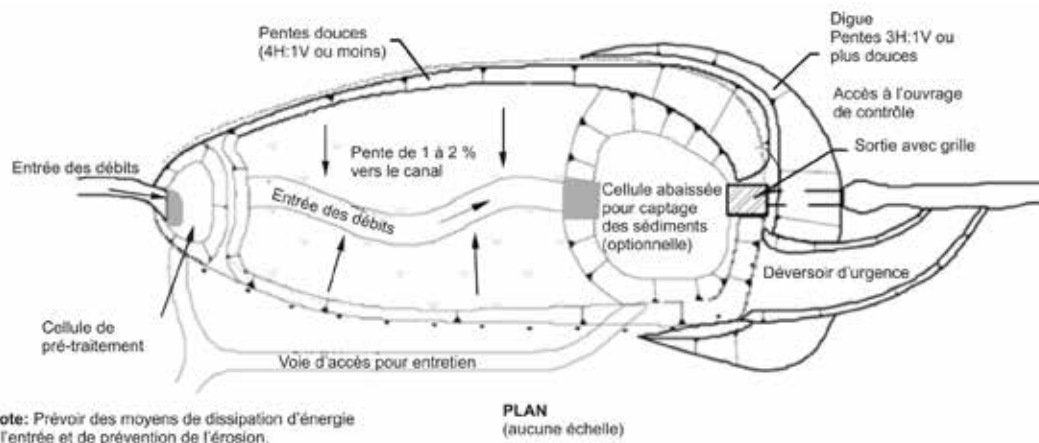 Pentes douces
(4H:1V ou moins)
Digue
Pentes 3H:1V ou
plus douces
Accès à l'ouvrage
de contrôle
Sortie avec grille
Entrée des débits
Pente de 1 à 2 %
vers le canal
Entrée des débits
Cellule abaissée
pour captage
des sédiments
(optionnelle)
Déversoir d'urgence
Cellule de
pré-traitement
Voie d'accès pour entretien
ote: Prévoir des moyens de dissipation d'énergie
l'entrée et de prévention de l'érosion.
PLAN
(aucune échelle)